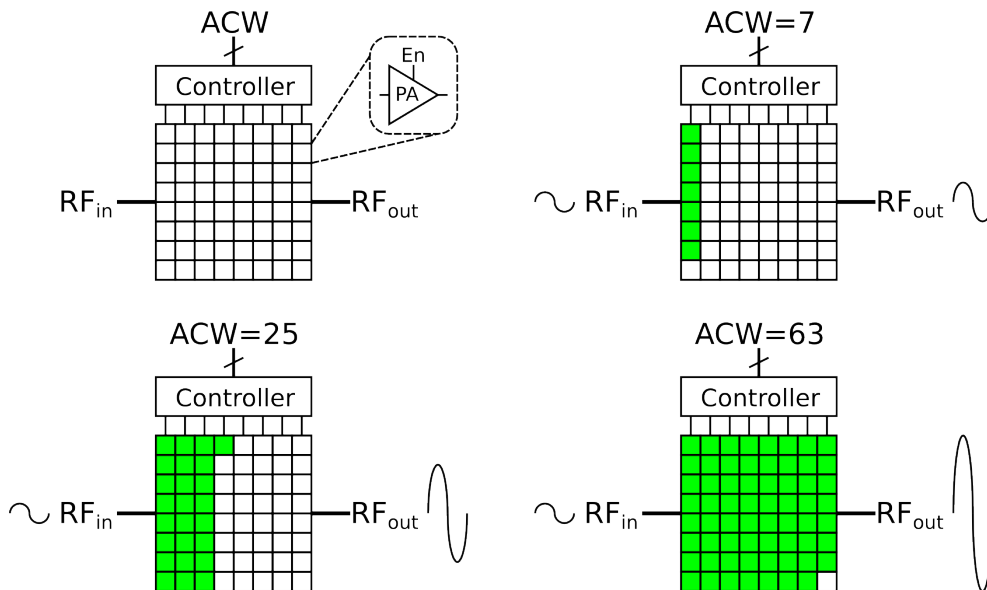 ACW
Controller
En
PA
RFin
RFout
ACW=7
Controller
RFin
RFout
ACW=25
Controller
RFin
RFout
ACW=63
Controller
RFin
RFout